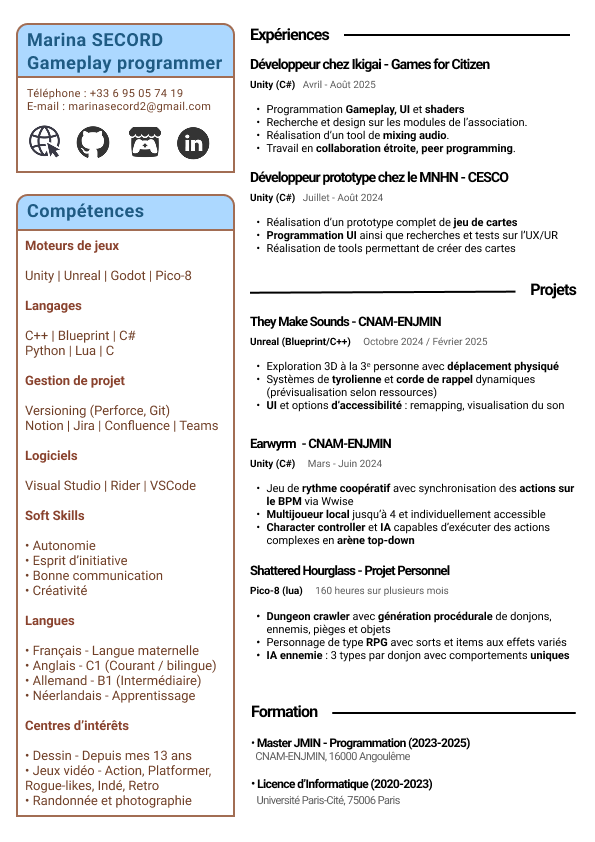 Marina SECORD
Gameplay programmer
Téléphone : +33 6 95 05 74 19
E-mail : marinasecord2@gmail.com
in
Compétences
Moteurs de jeux
Unity | Unreal | Godot | Pico-8
Langages
C++ | Blueprint | C#
Python | Lua | C
Gestion de projet
Versioning (Perforce, Git)
Notion | Jira | Confluence | Teams
Logiciels
Visual Studio | Rider | VSCode
Soft Skills
• Autonomie
• Esprit d'initiative
• Bonne communication
• Créativité
Langues
• Français - Langue maternelle
• Anglais - C1 (Courant / bilingue)
• Allemand - B1 (Intermédiaire)
• Néerlandais - Apprentissage
Centres d'intérêts
• Dessin - Depuis mes 13 ans
• Jeux vidéo - Action, Platformer,
Rogue-likes, Indé, Retro
• Randonnée et photographie
Expériences
Développeur chez Ikigai - Games for Citizen
Unity (C#) Avril - Août 2025
• Programmation Gameplay, UI et shaders
• Recherche et design sur les modules de l'association.
• Réalisation d'un tool de mixing audio.
• Travail en collaboration étroite, peer programming.
Développeur prototype chez le MNHN - CESCO
Unity (C#) Juillet - Août 2024
• Réalisation d'un prototype complet de jeu de cartes
• Programmation UI ainsi que recherches et tests sur l'UX/UR
• Réalisation de tools permettant de créer des cartes
Projets
They Make Sounds - CNAM-ENJMIN
Unreal (Blueprint/C++) Octobre 2024 / Février 2025
• Exploration 3D à la 3ᵉ personne avec déplacement physiqué
• Systèmes de tyrolienne et corde de rappel dynamiques
(prévisualisation selon ressources)
• UI et options d'accessibilité : remapping, visualisation du son
Earwyrm - CNAM-ENJMIN
Unity (C#) Mars - Juin 2024
• Jeu de rythme coopératif avec synchronisation des actions sur
le BPM via Wwise
• Multijoueur local jusqu'à 4 et individuellement accessible
• Character controller et IA capables d'exécuter des actions
complexes en arène top-down
Shattered Hourglass - Projet Personnel
Pico-8 (lua) 160 heures sur plusieurs mois
• Dungeon crawler avec génération procédurale de donjons,
ennemis, pièges et objets
• Personnage de type RPG avec sorts et items aux effets variés
• IA ennemie : 3 types par donjon avec comportements uniques
Formation
• Master JMIN - Programmation (2023-2025)
CNAM-ENJMIN, 16000 Angoulême
• Licence d'Informatique (2020-2023)
Université Paris-Cité, 75006 Paris